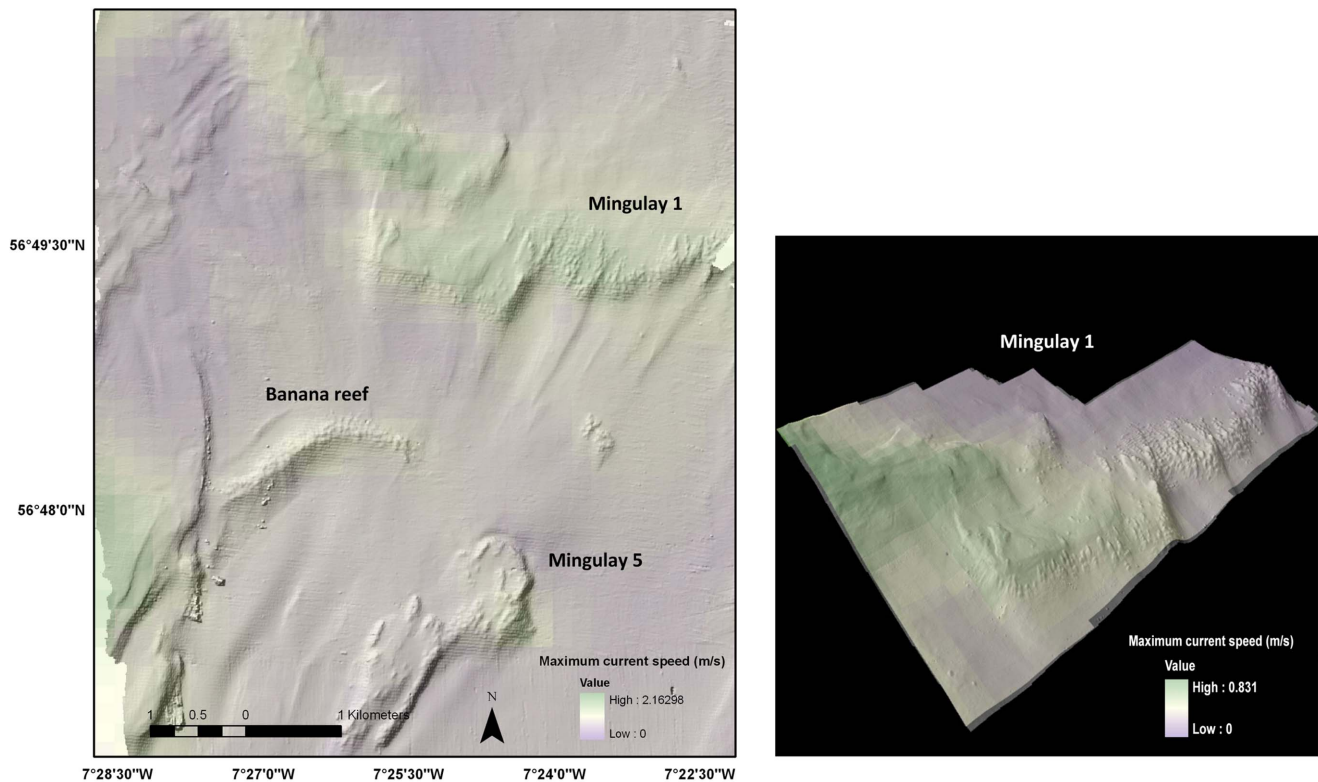 Mingulay 1
56°49'30"N
Banana reef
56°48'0"N
Mingulay 5
Maximum current speed (m/s)
Value
High : 2.16298
Low : 0
N
1 0.5 0 1 Kilometers
7°28'30"W 7°27'0"W 7°25'30"W 7°24'0"W 7°22'30"W
Mingulay 1
Maximum current speed (m/s)
Value
High : 0.831
Low : 0